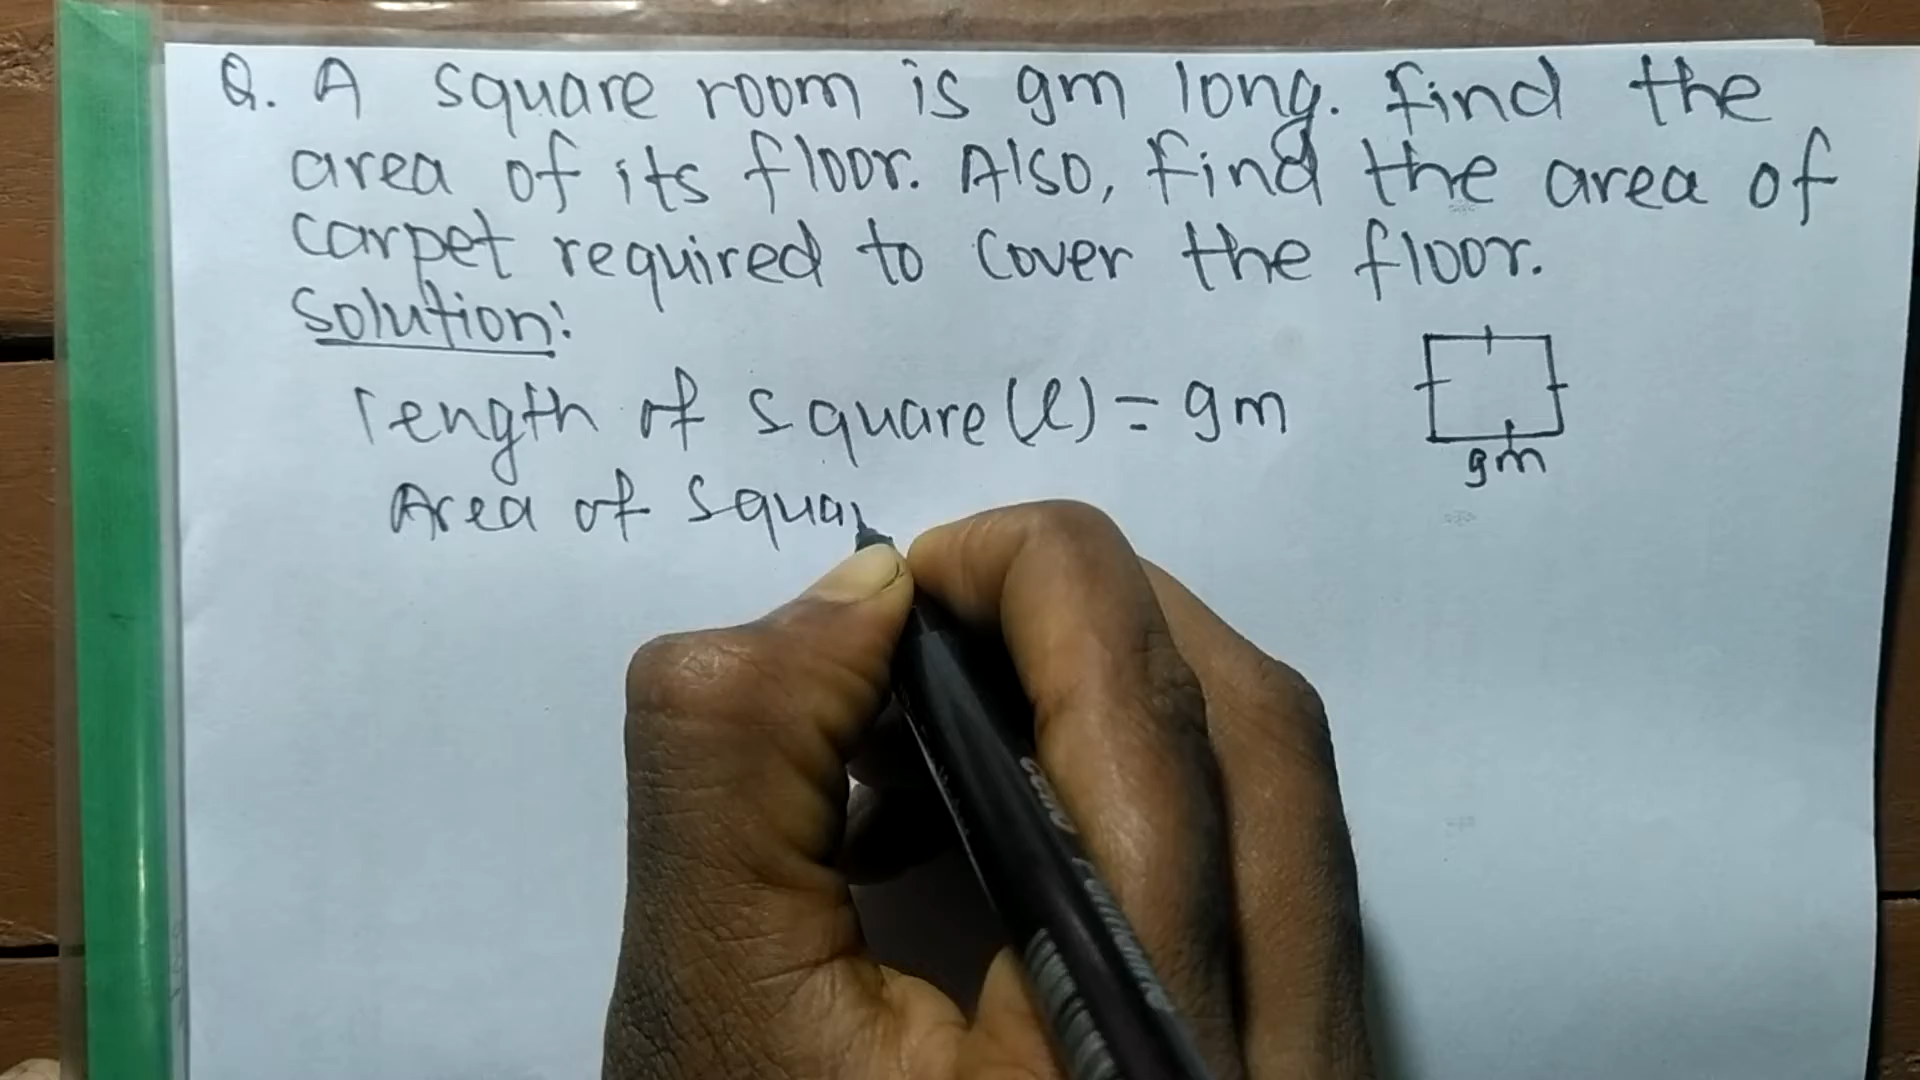 Q. A square room is 9m long. Find the
area of its floor. Also, find the area of
carpet required to cover the floor.
Solution:
length of square (l) = 9m
9m
Area of squar